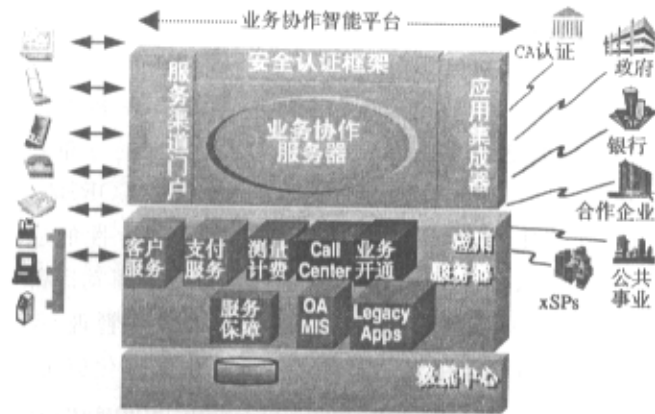 业务协作智能平台
CA认证
政府
银行
合作企业
公共
事业
xSPs
安全认证框架
服务渠道门户
业务协作
服务器
应用集成器
客户
服务
支付
服务
测量
计费
Call
Center
业务
开通
应用
服务器
服务
保障
OA
MIS
Legacy
Apps
数据中心